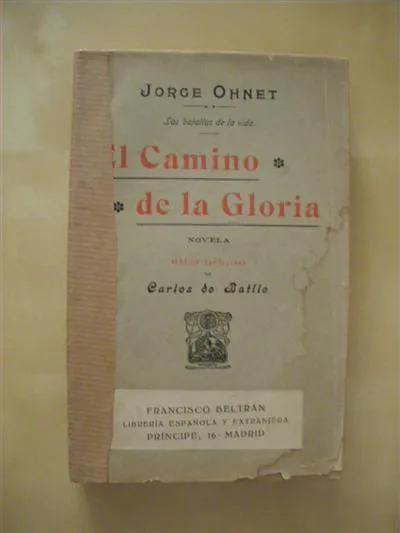 JORGE OHNET
Las batallas de la vida
El Camino
de la Gloria
NOVELA
DE
Carlos de Batlle
FRANCISCO BELTRÁN
LIBRERÍA ESPAÑOLA Y EXTRANJERA
PRÍNCIPE, 16-MADRID